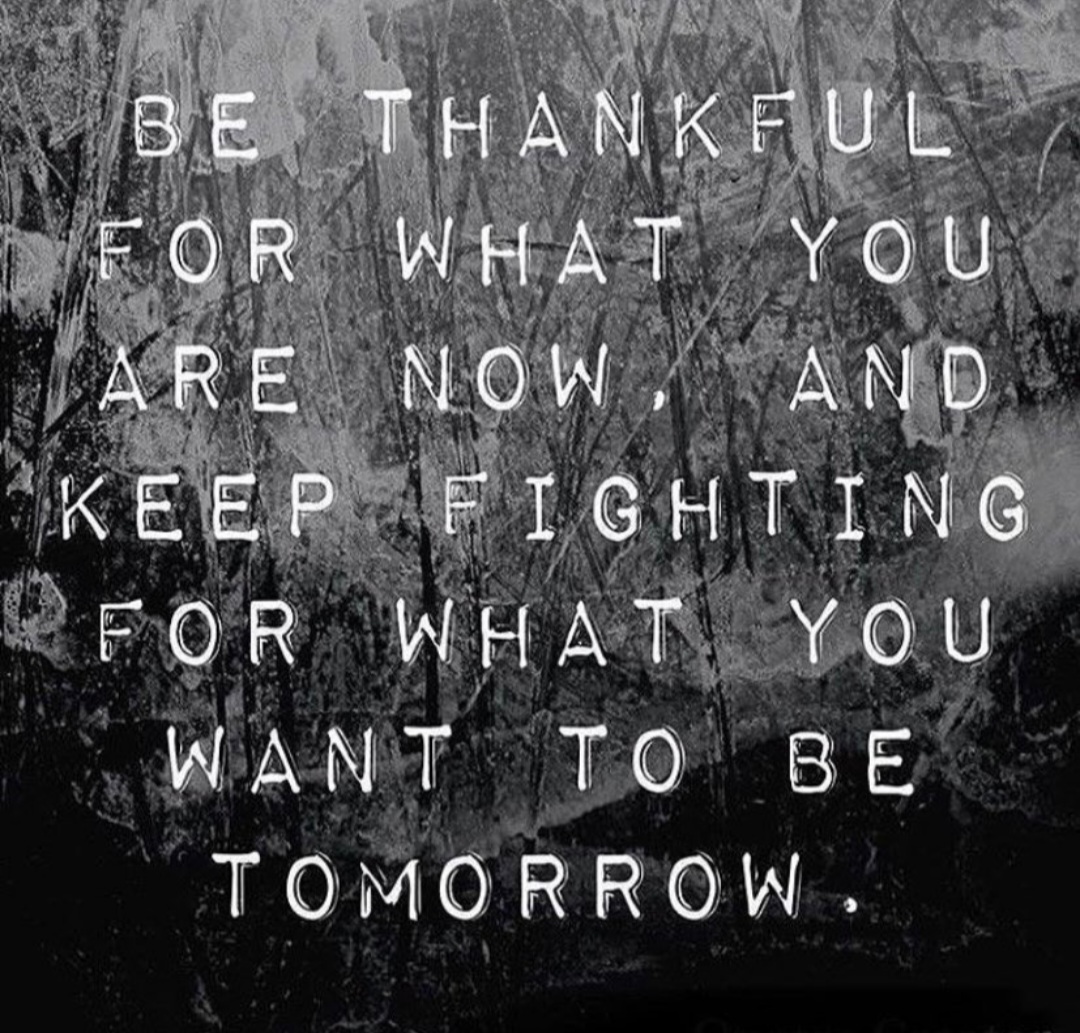 BE THANKFUL
FOR WHAT YOU
ARE NOW, AND
KEEP FIGHTING
FOR WHAT YOU
WANT TO BE
TOMORROW.